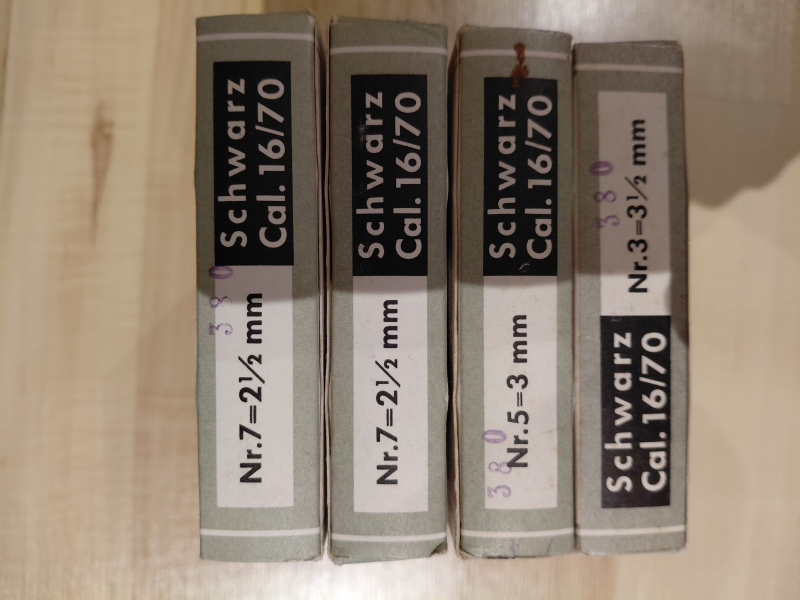 Schwarz
Cal. 16/70
Nr.7=2½ mm
380
Schwarz
Cal. 16/70
Nr.7=2½ mm
Schwarz
Cal. 16/70
Nr.5=3 mm
380
Nr.3=3½ mm
380
Schwarz
Cal. 16/70